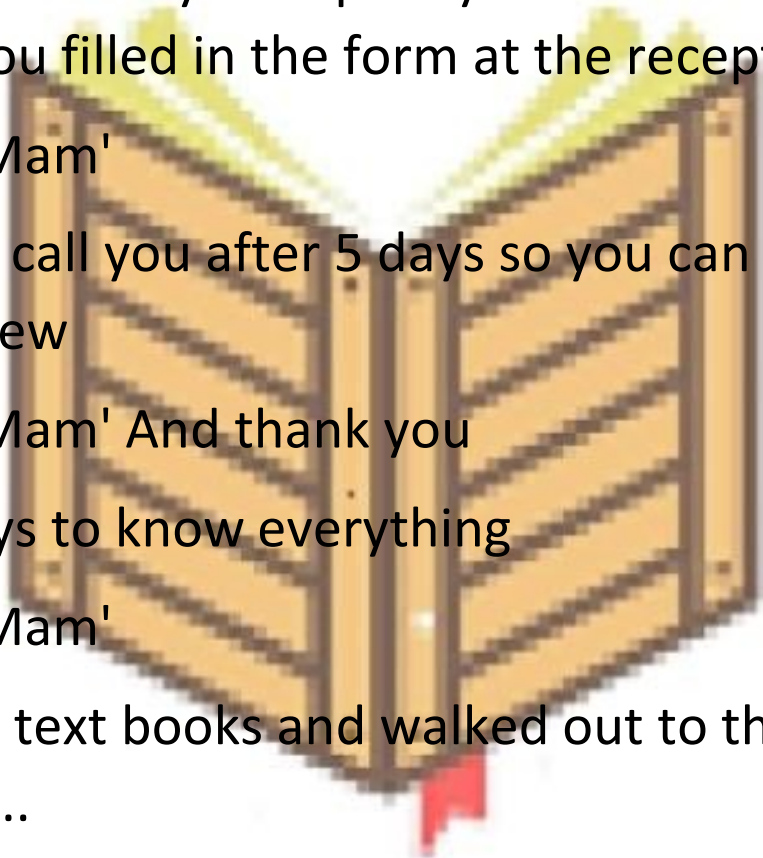 ou filled in the form at the recept
Mam'
call you after 5 days so you can
ew
Mam' And thank you
ys to know everything
Mam'
text books and walked out to th
..